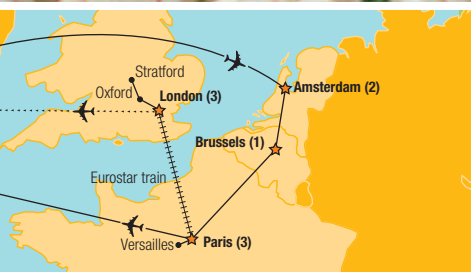 Stratford
Oxford
London (3)
Amsterdam (2)
Brussels (1)
Eurostar train
Versailles
Paris (3)